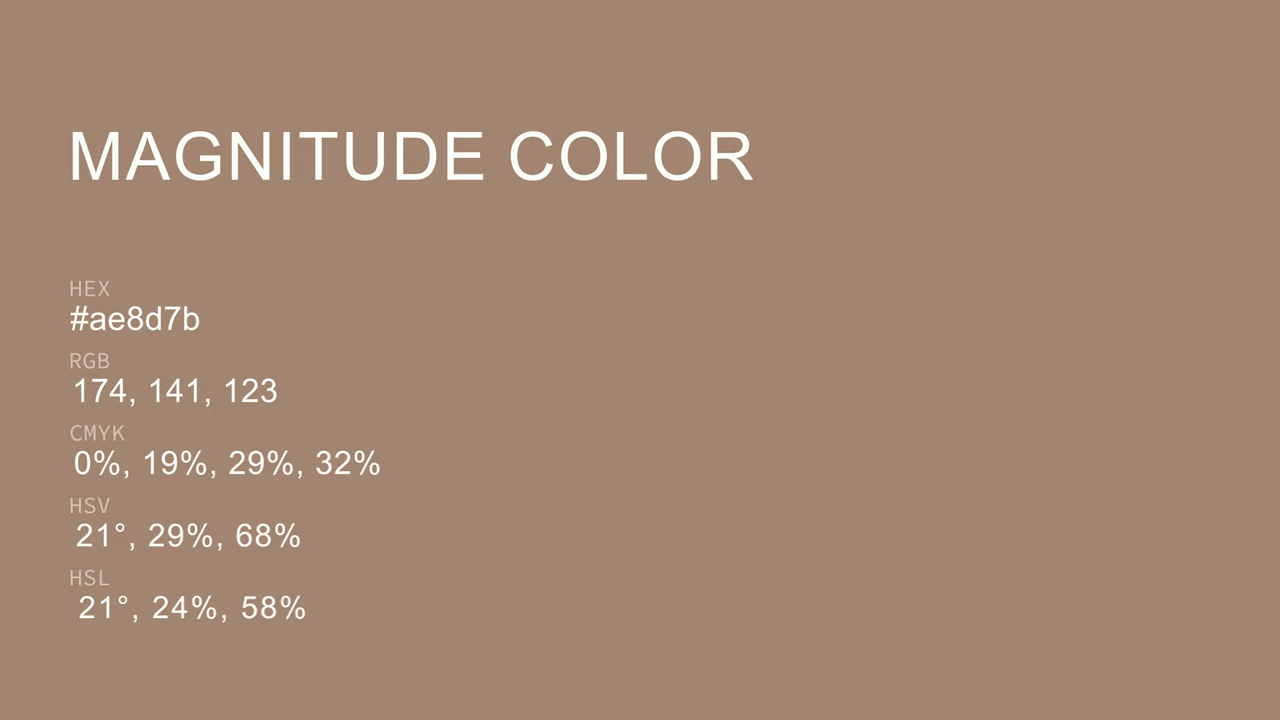 MAGNITUDE COLOR
HEX
#ae8d7b
RGB
174, 141, 123
CMYK
0%, 19%, 29%, 32%
HSV
21°, 29%, 68%
HSL
21°, 24%, 58%